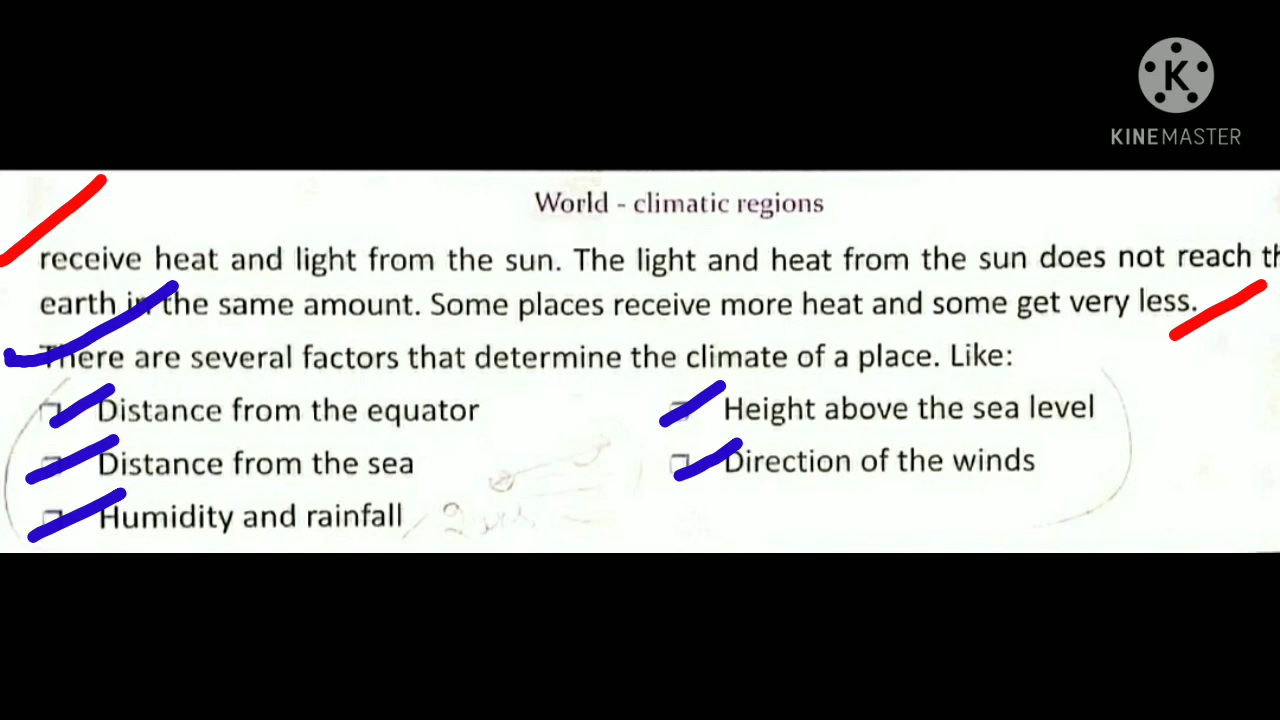 K
KINEMASTER
World - climatic regions
receive heat and light from the sun. The light and heat from the sun does not reach th
earth in the same amount. Some places receive more heat and some get very less.
There are several factors that determine the climate of a place. Like:
Distance from the equator
Height above the sea level
Distance from the sea
Direction of the winds
Humidity and rainfall